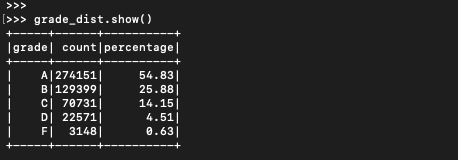 >>>
>>> grade_dist.show()
+-----+------+----------+
|grade| count|percentage|
+-----+------+----------+
|    A|274151|     54.83|
|    B|129399|     25.88|
|    C| 70731|     14.15|
|    D| 22571|      4.51|
|    F|  3148|      0.63|
+-----+------+----------+